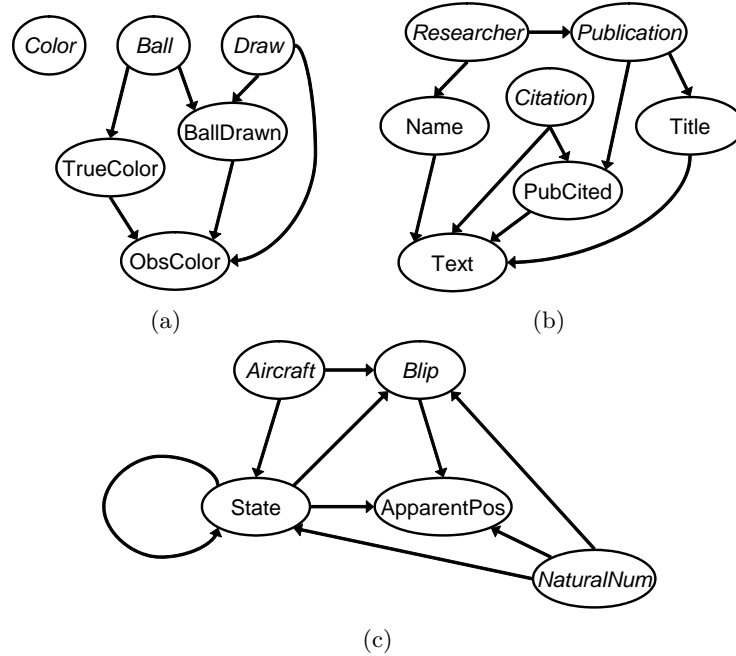 Color Ball Draw
BallDrawn
TrueColor
ObsColor
(a)
Researcher Publication
Citation
Name Title
PubCited
Text
(b)
Aircraft Blip
State ApparentPos
NaturalNum
(c)